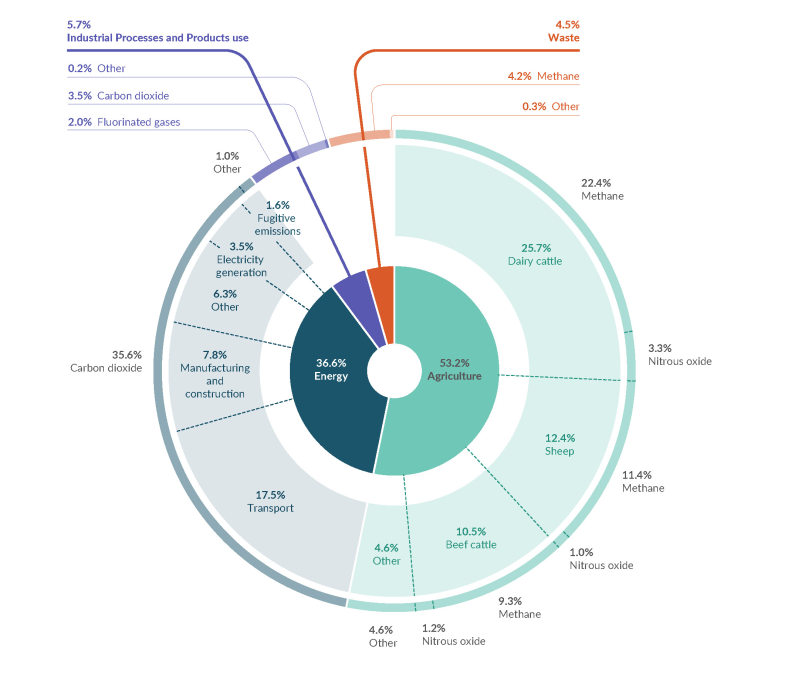 5.7%
Industrial Processes and Products use
0.2% Other
3.5% Carbon dioxide
2.0% Fluorinated gases
4.5%
Waste
4.2% Methane
0.3% Other
1.0%
Other
22.4%
Methane
1.6%
Fugitive
emissions
3.5%
Electricity
generation
25.7%
Dairy cattle
6.3%
Other
35.6%
Carbon dioxide
7.8%
Manufacturing
and
construction
36.6%
Energy
53.2%
Agriculture
3.3%
Nitrous oxide
12.4%
Sheep
11.4%
Methane
17.5%
Transport
10.5%
Beef cattle
4.6%
Other
1.0%
Nitrous oxide
9.3%
Methane
4.6%
Other
1.2%
Nitrous oxide